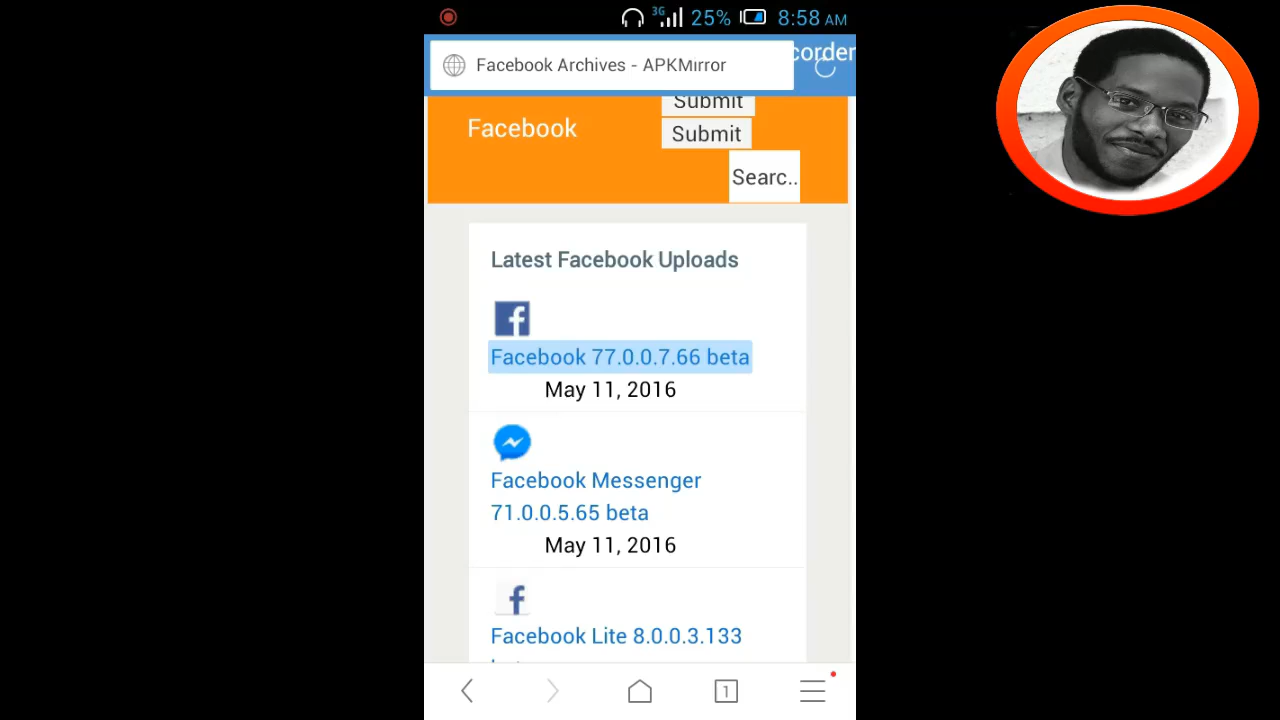 3G 25% 8:58 AM
Facebook Archives - APKMirror
corder
Submit
Facebook
Submit
Searc..
Latest Facebook Uploads
Facebook 77.0.0.7.66 beta
May 11, 2016
Facebook Messenger
71.0.0.5.65 beta
May 11, 2016
Facebook Lite 8.0.0.3.133
1